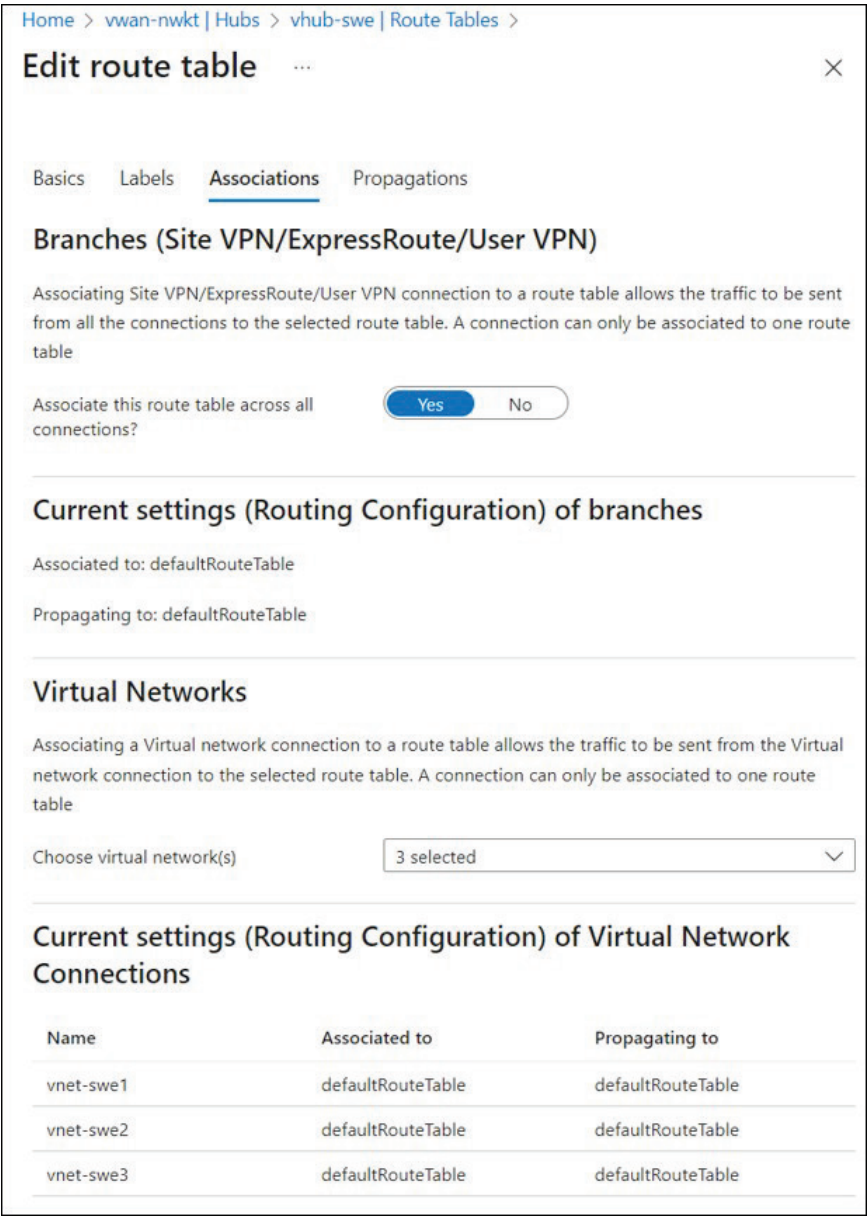 Home > vwan-nwkt | Hubs > vhub-swe | Route Tables >
Edit route table ...
Basics Labels Associations Propagations
Branches (Site VPN/ExpressRoute/User VPN)
Associating Site VPN/ExpressRoute/User VPN connection to a route table allows the traffic to be sent
from all the connections to the selected route table. A connection can only be associated to one route
table
Associate this route table across all
connections?
Yes No
Current settings (Routing Configuration) of branches
Associated to: defaultRouteTable
Propagating to: defaultRouteTable
Virtual Networks
Associating a Virtual network connection to a route table allows the traffic to be sent from the Virtual
network connection to the selected route table. A connection can only be associated to one route
table
Choose virtual network(s) 3 selected
Current settings (Routing Configuration) of Virtual Network
Connections
Name Associated to Propagating to
vnet-swe1 defaultRouteTable defaultRouteTable
vnet-swe2 defaultRouteTable defaultRouteTable
vnet-swe3 defaultRouteTable defaultRouteTable